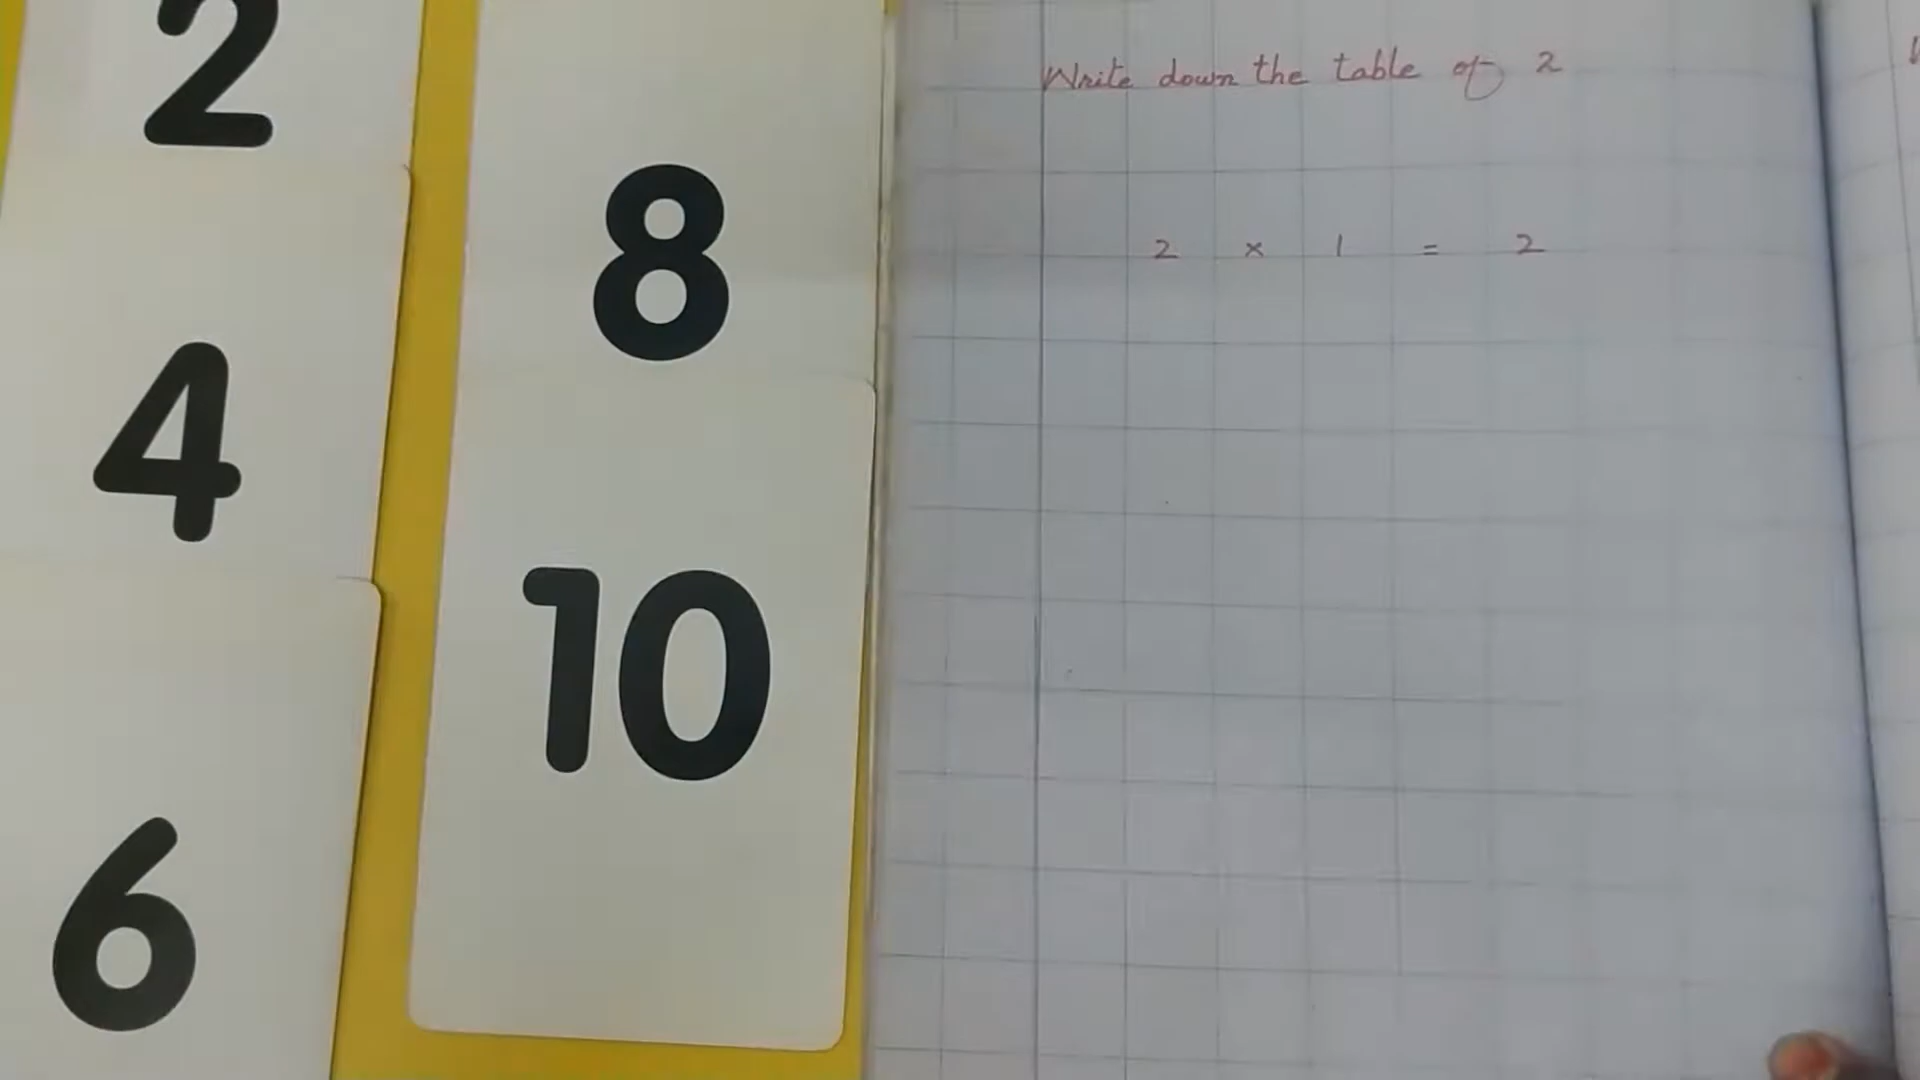 2
4
6
8
10
Write down the table of 2
2 × 1 = 2